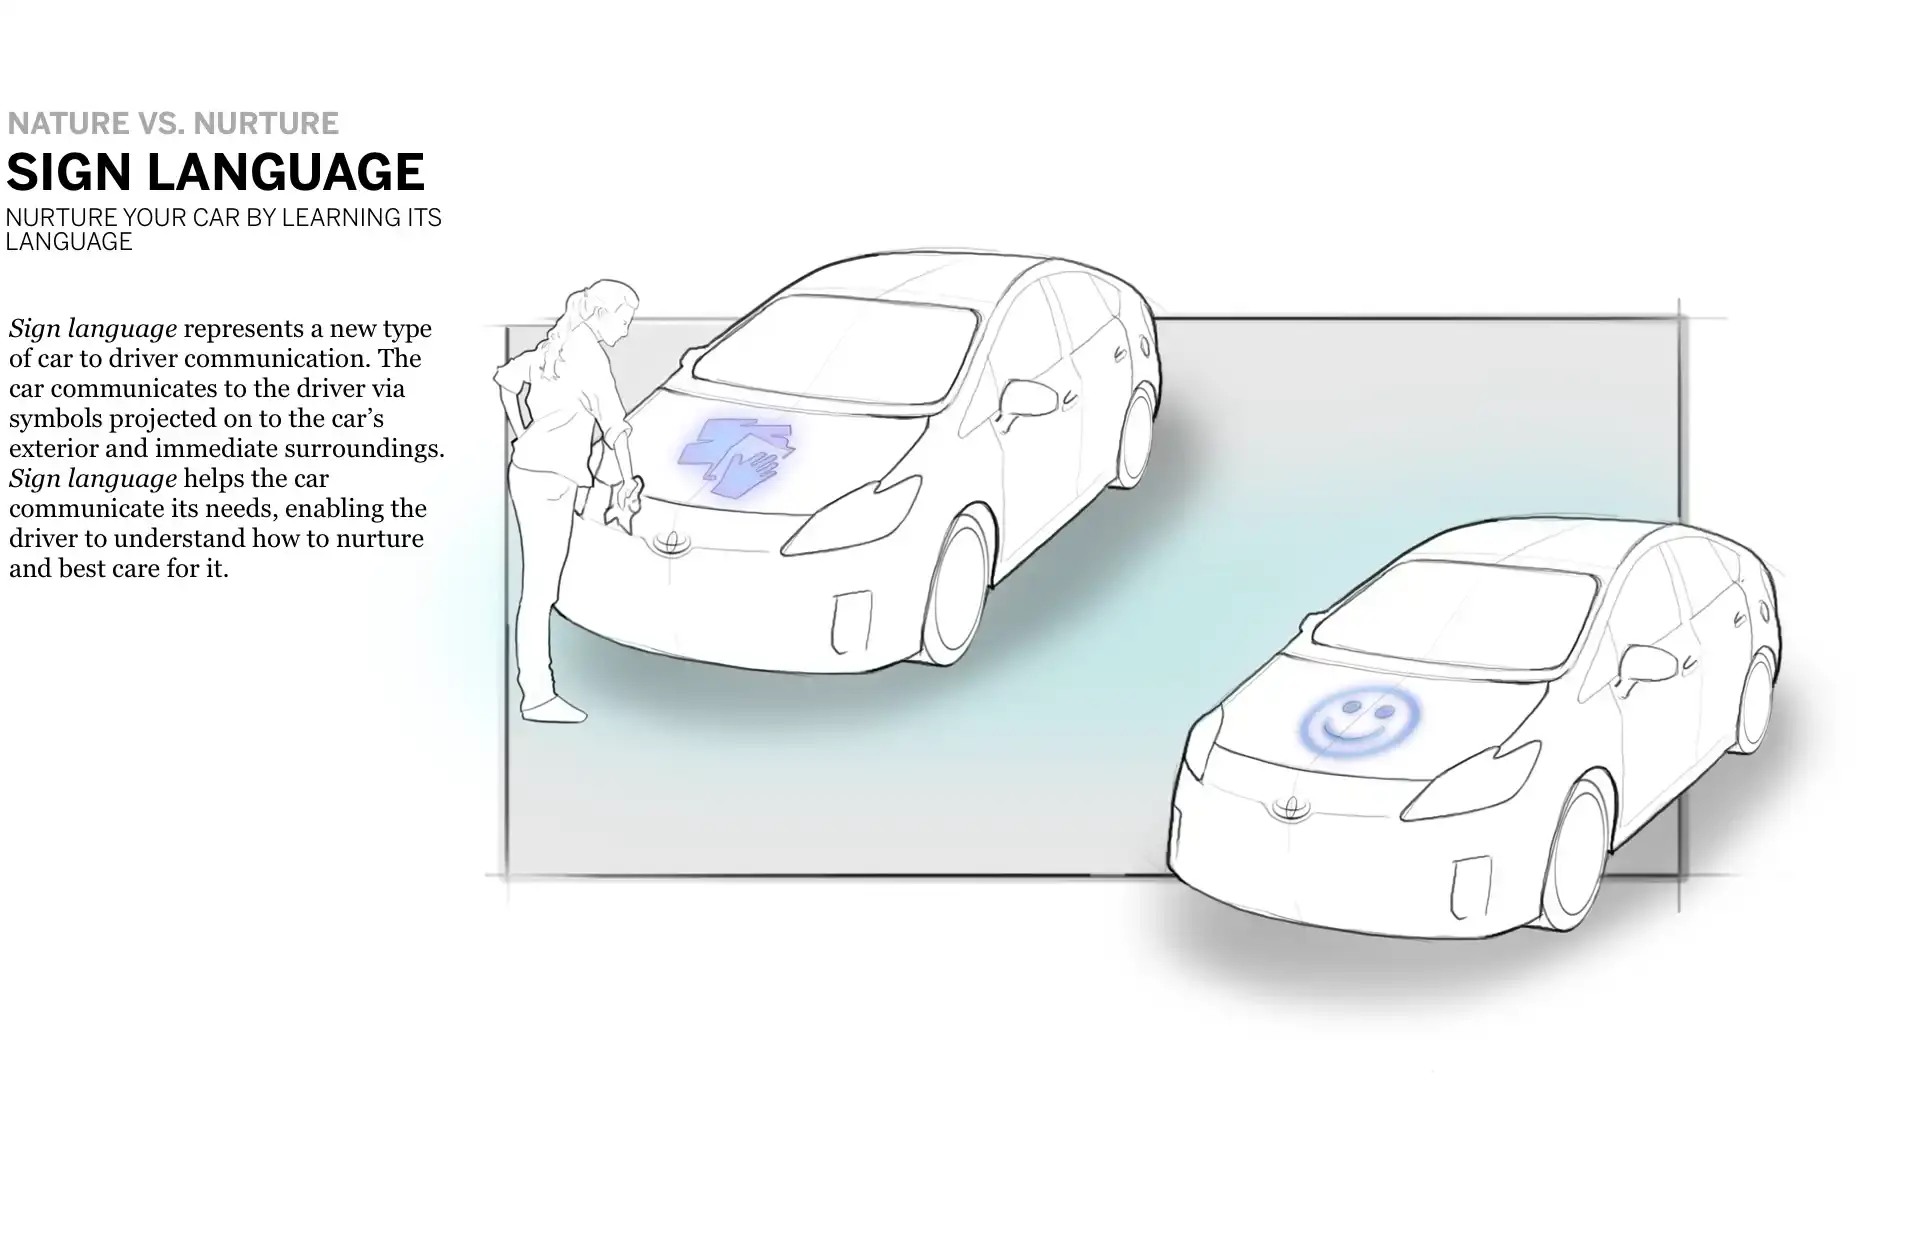 NATURE VS. NURTURE
SIGN LANGUAGE
NURTURE YOUR CAR BY LEARNING ITS
LANGUAGE
Sign language represents a new type
of car to driver communication. The
car communicates to the driver via
symbols projected on to the car’s
exterior and immediate surroundings.
Sign language helps the car
communicate its needs, enabling the
driver to understand how to nurture
and best care for it.